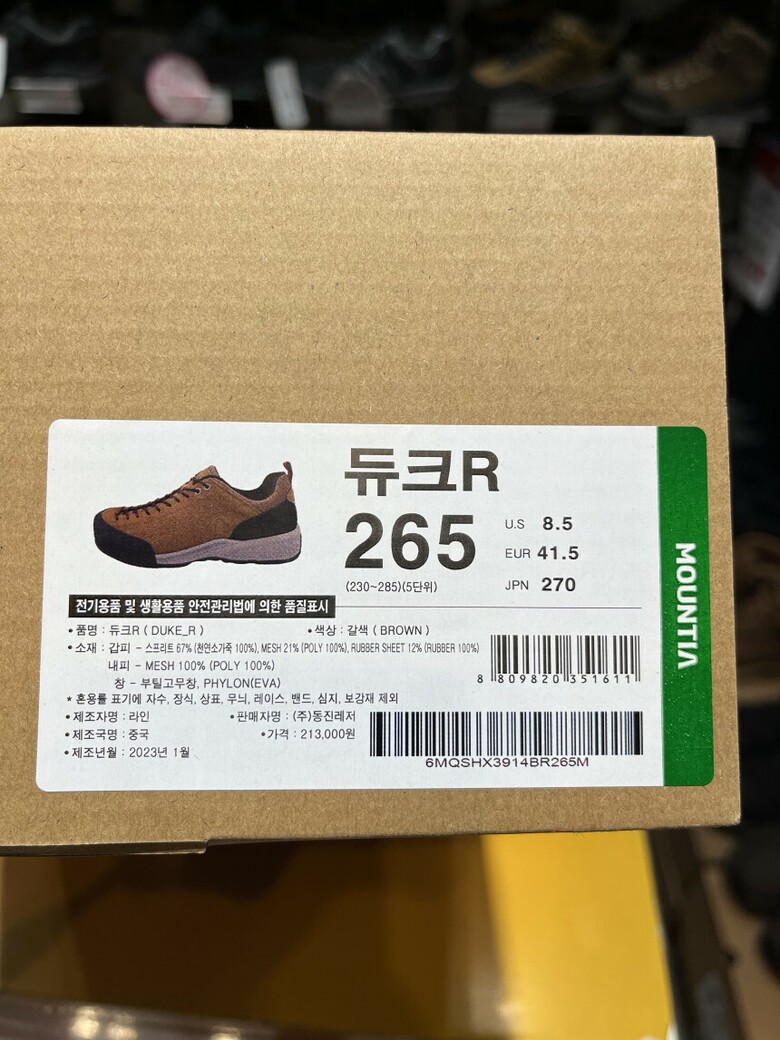 듀크R
265
U.S 8.5
EUR 41.5
JPN 270
(230~285)(5단위)
전기용품 및 생활용품 안전관리법에 의한 품질표시
• 품명 : 듀크R ( DUKE_R )
• 색상 : 갈색 ( BROWN )
• 소재 : 갑피 - 스프리트 67% (천연소가죽 100%), MESH 21% (POLY 100%), RUBBER SHEET 12% (RUBBER 100%)
내피 - MESH 100% (POLY 100%)
창 - 부틸고무창, PHYLON(EVA)
* 혼용률 표기에 자수, 장식, 상표, 무늬, 레이스, 밴드, 심지, 보강재 제외
• 제조자명 : 라인
• 판매자명 : (주)동진레저
• 제조국명 : 중국
• 가격 : 213,000원
• 제조년월 : 2023년 1월
8 809820 351611
6MQSHX3914BR265M
MOUNTIA